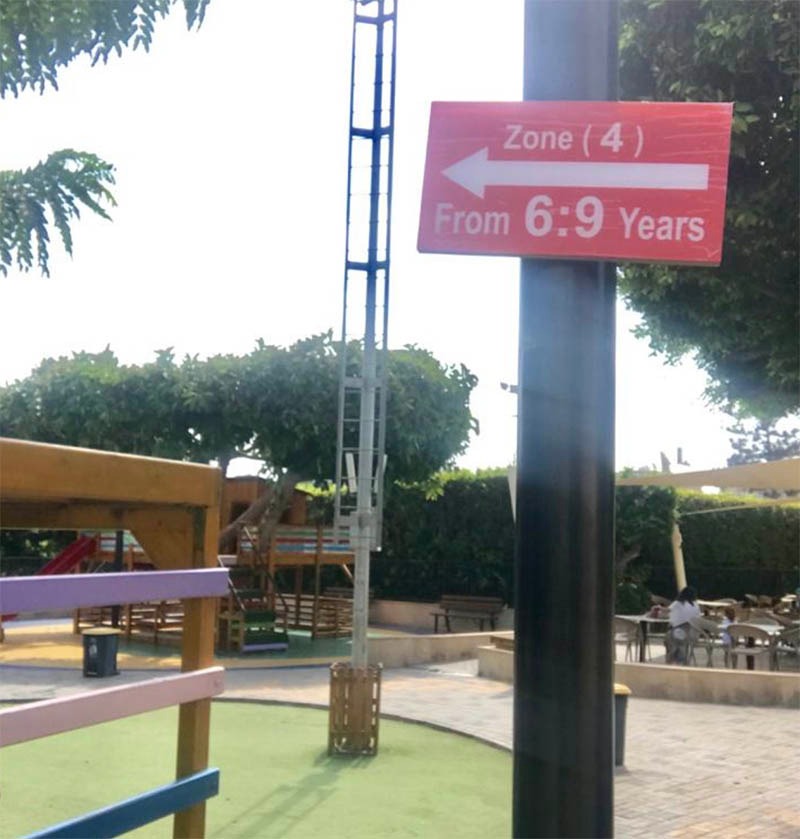 Zone ( 4 )
From 6:9 Years